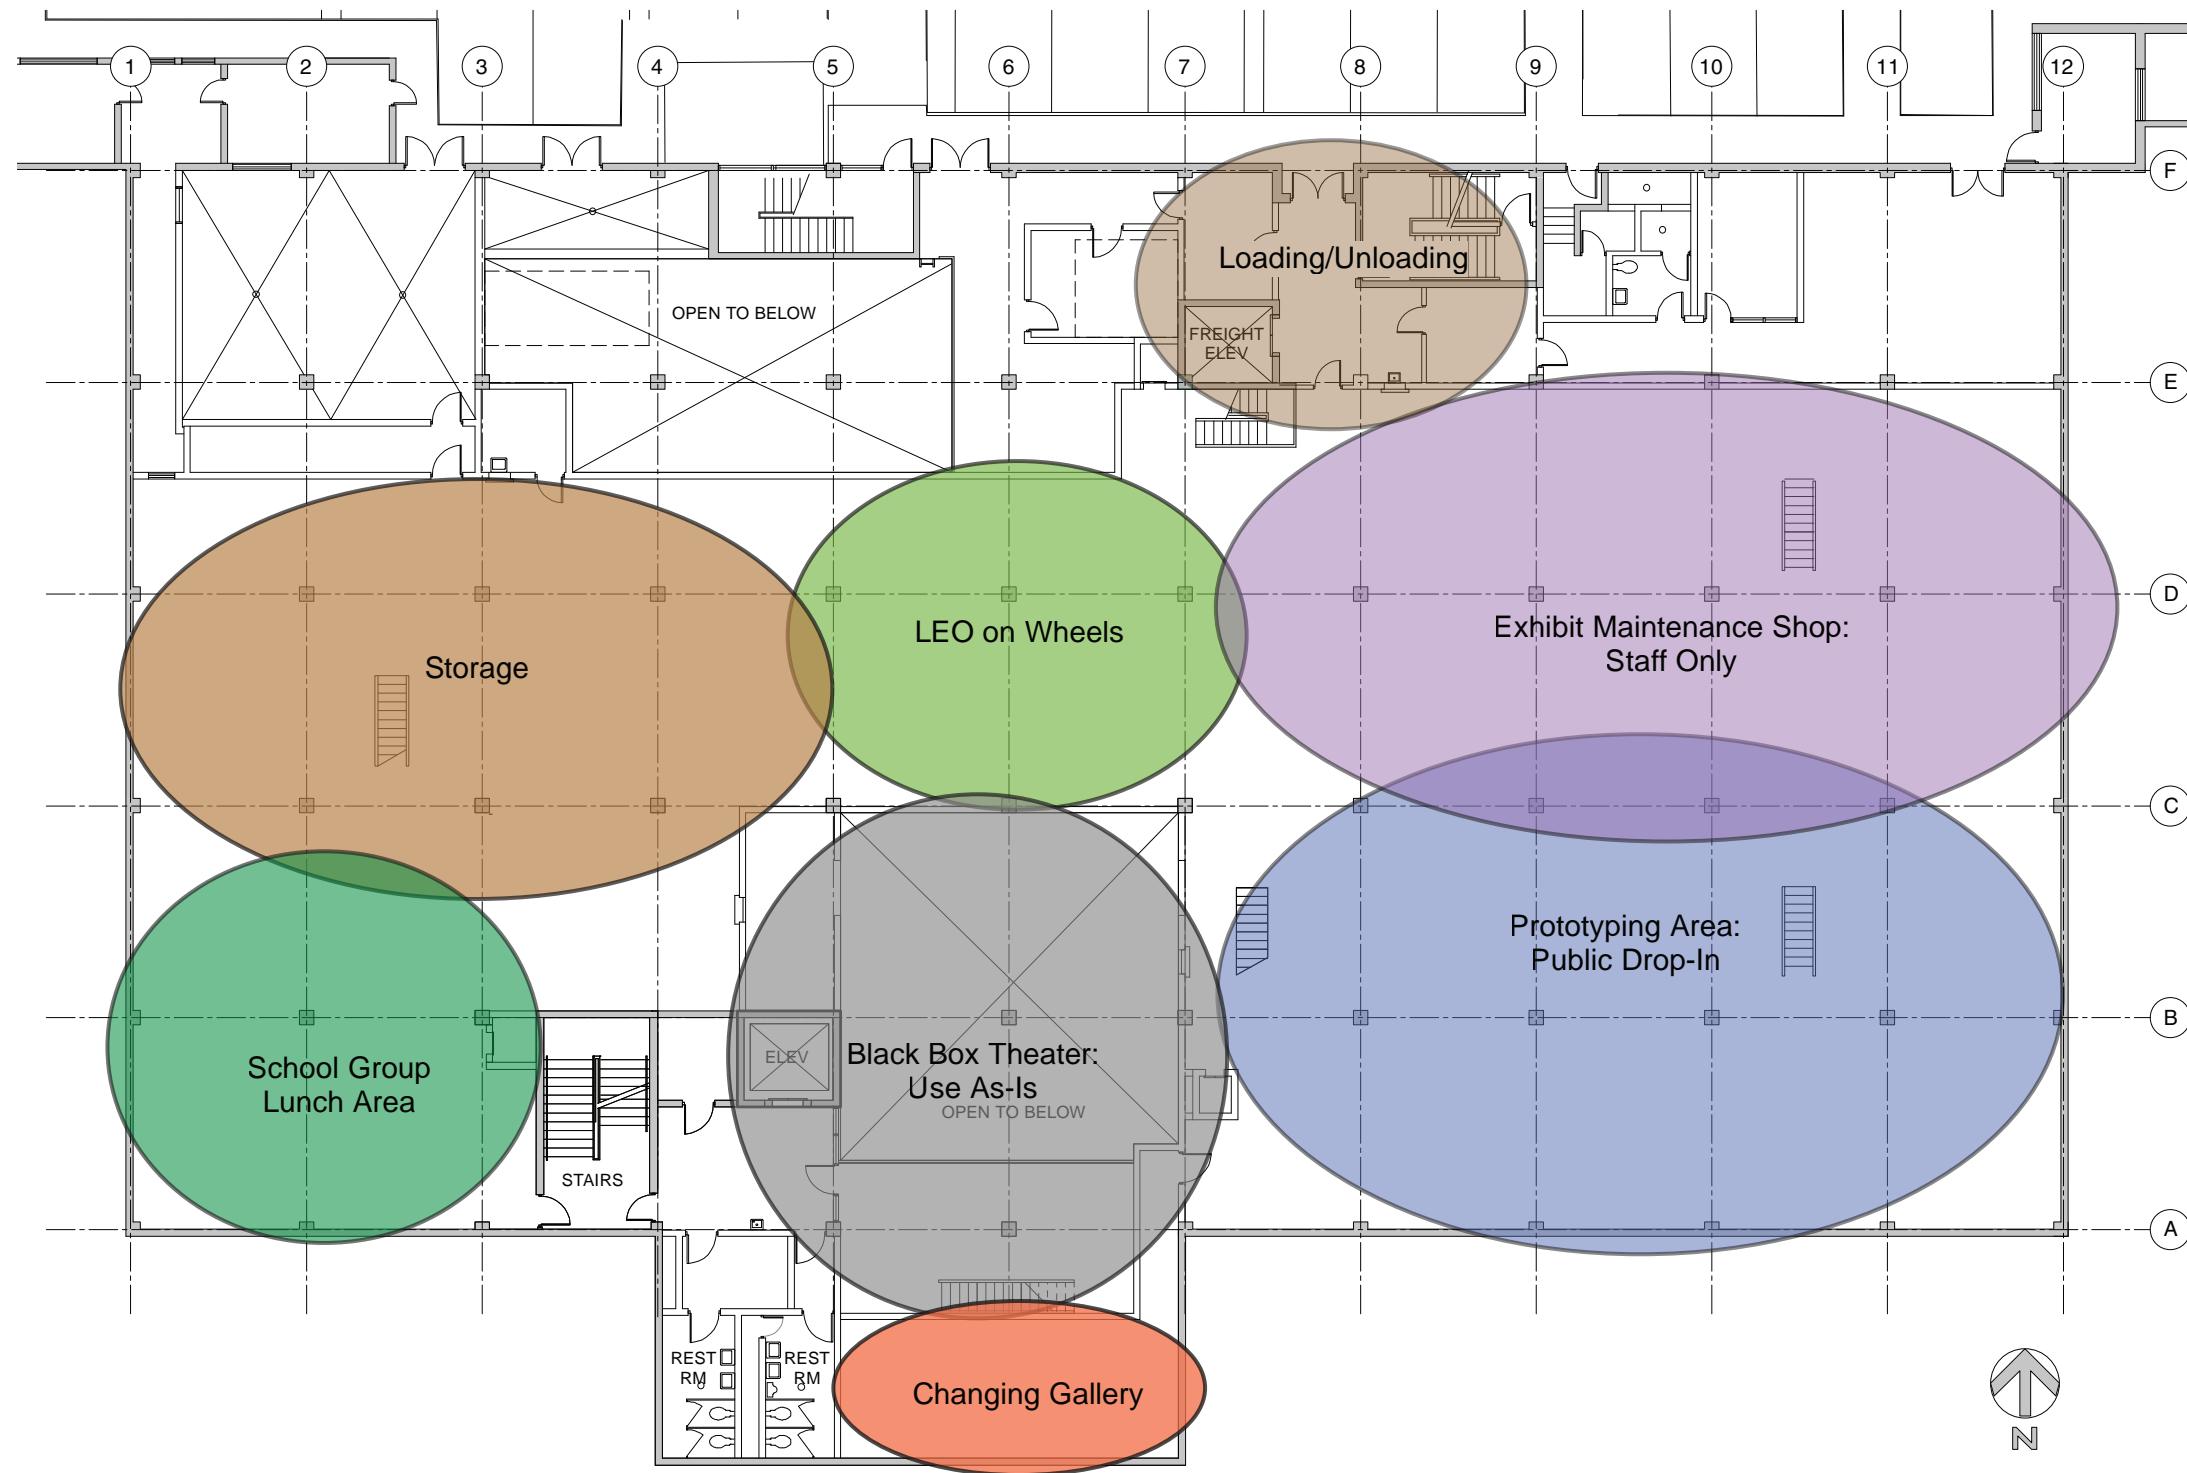 1
2
3
4
5
6
7
8
9
10
11
12
F
Loading/Unloading
OPEN TO BELOW
FREIGHT
ELEV
E
D
LEO on Wheels
Exhibit Maintenance Shop:
Staff Only
Storage
C
Prototyping Area:
Public Drop-In
B
School Group
Lunch Area
ELEV
Black Box Theater:
Use As-Is
OPEN TO BELOW
STAIRS
A
REST
RM
REST
RM
Changing Gallery
N